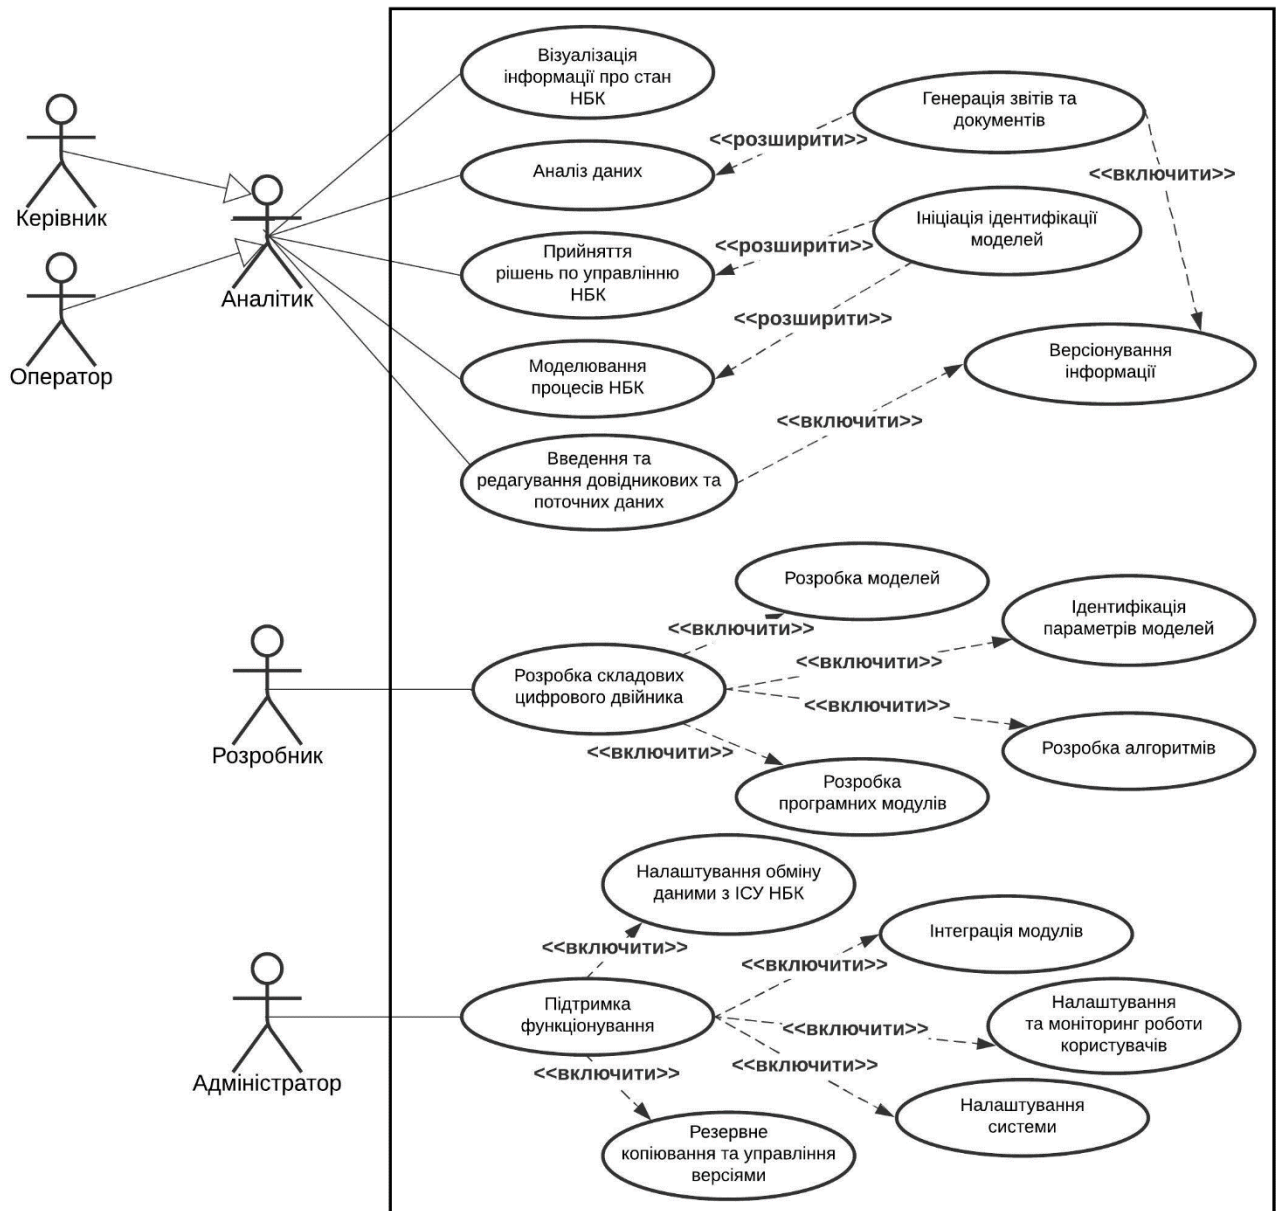 Візуалізація
інформації про стан
НБК
Генерація звітів та
документів
<<розширити>>
Аналіз даних
<<включити>>
Керівник
Ініціація ідентифікації
моделей
Прийняття
рішень по управлінню
НБК
<<розширити>>
Аналітик
<<розширити>>
Оператор
Моделювання
процесів НБК
Версіонування
інформації
<<включити>>
Введення та
редагування довідникових та
поточних даних
Розробка моделей
Ідентифікація
параметрів моделей
<<включити>>
<<включити>>
Розробка складових
цифрового двійника
<<включити>>
Розробник
<<включити>>
Розробка алгоритмів
Розробка
програмних модулів
Налаштування обміну
даними з ІСУ НБК
Інтеграція модулів
<<включити>>
<<включити>>
Підтримка
функціонування
Налаштування
та моніторинг роботи
користувачів
<<включити>>
Адміністратор
<<включити>>
<<включити>>
Налаштування
системи
Резервне
копіювання та управління
версіями